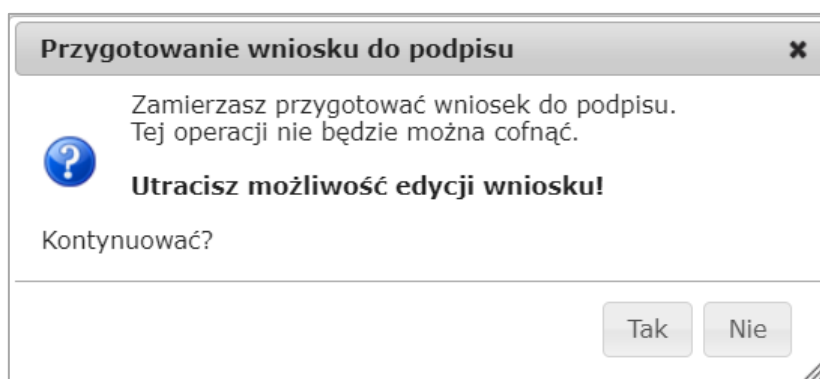 Przygotowanie wniosku do podpisu
Zamierzasz przygotować wniosek do podpisu.
Tej operacji nie będzie można cofnąć.
Utracisz możliwość edycji wniosku!
Kontynuować?
Tak Nie